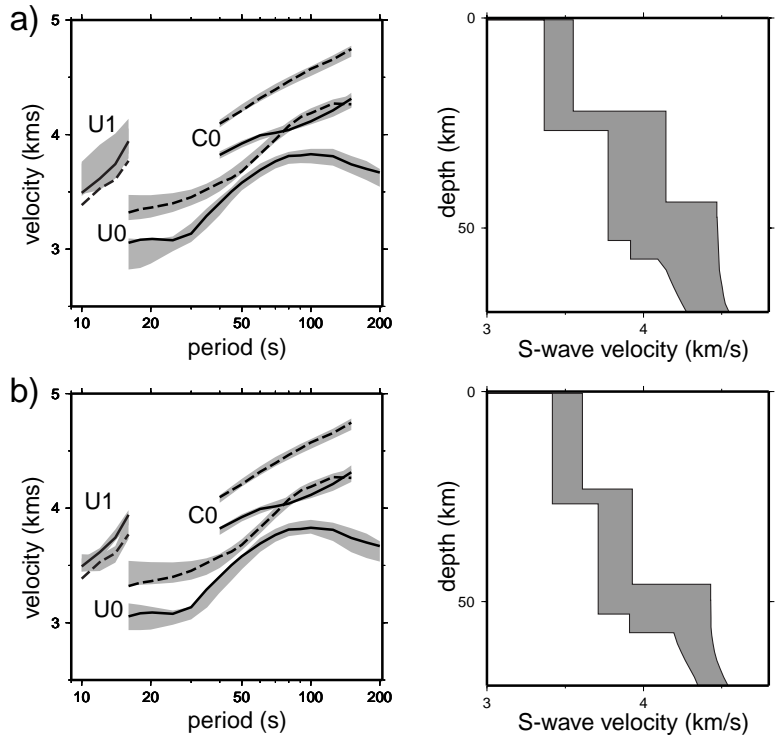 a)
5
4
3
velocity (kms)
U1
C0
U0
10 20 50 100 200
period (s)
0
50
depth (km)
3 4
S-wave velocity (km/s)
b)
5
4
3
velocity (kms)
U1
C0
U0
10 20 50 100 200
period (s)
0
50
depth (km)
3 4
S-wave velocity (km/s)